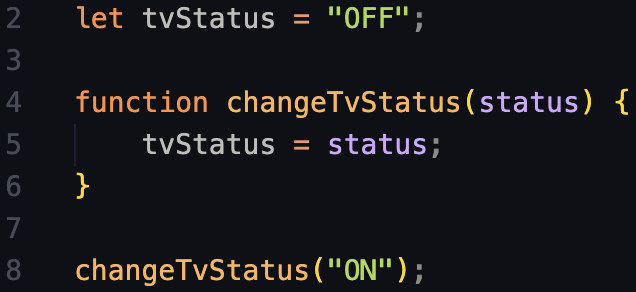 2 let tvStatus = "OFF";
3
4 function changeTvStatus(status) {
5     tvStatus = status;
6 }
7
8 changeTvStatus("ON");